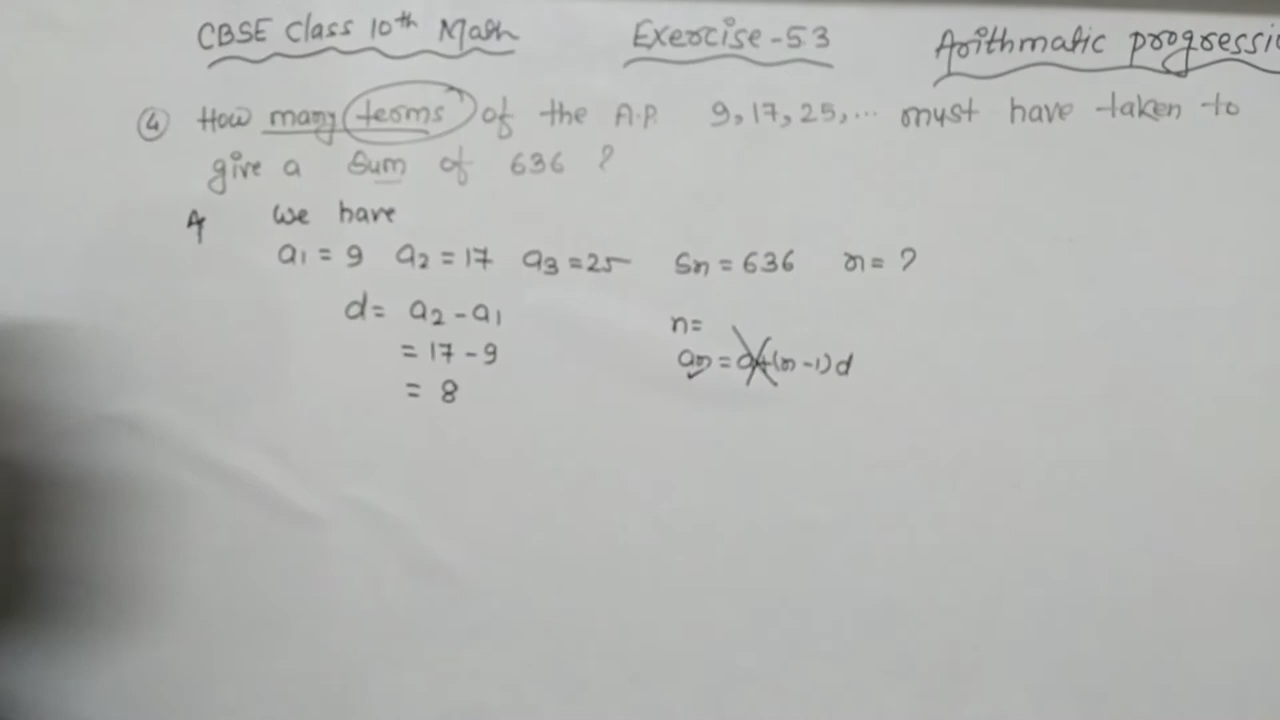 CBSE Class 10th Math Exercise-5.3 Arithmatic progressi
④ How many terms of the A.P. 9, 17, 25, ... must have taken to
give a sum of 636 ?
A we have
a1 = 9 a2 = 17 a3 = 25 Sn = 636 n = ?
d = a2 - a1 n=
= 17 - 9 an = a+(n-1)d
= 8